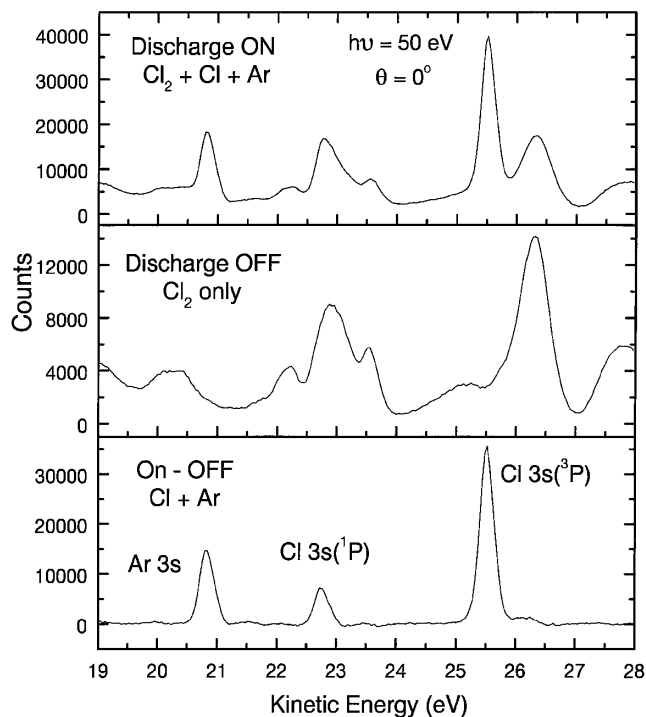 Discharge ON
Cl₂ + Cl + Ar
hυ = 50 eV
θ = 0°
40000
30000
20000
10000
0
Discharge OFF
Cl₂ only
12000
8000
4000
0
Counts
On - OFF
Cl + Ar
Ar 3s
Cl 3s(¹P)
Cl 3s(³P)
30000
20000
10000
0
19 20 21 22 23 24 25 26 27 28
Kinetic Energy (eV)